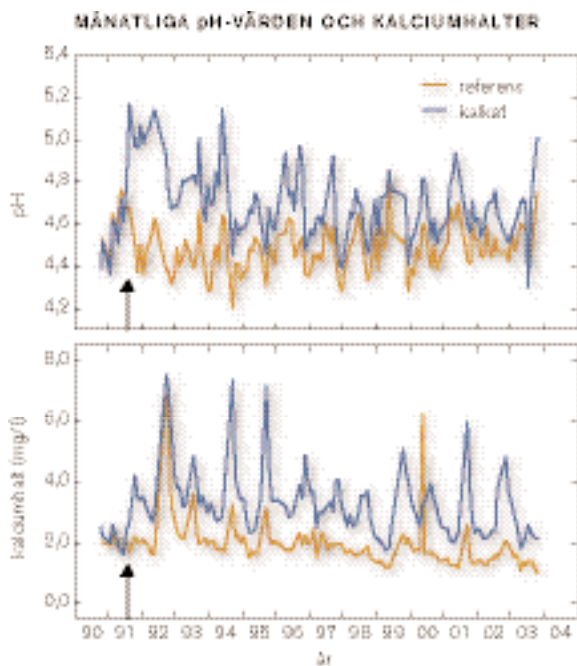 MÅNATLIGA pH-VÄRDEN OCH KALCIUMHALTER
5,4
5,2
5,0
4,8
4,6
4,4
4,2
pH
referens
kalkat
8,0
6,0
4,0
2,0
0,0
kalciumhalt (mg/l)
90 91 92 93 94 95 96 97 98 99 00 01 02 03 04
år